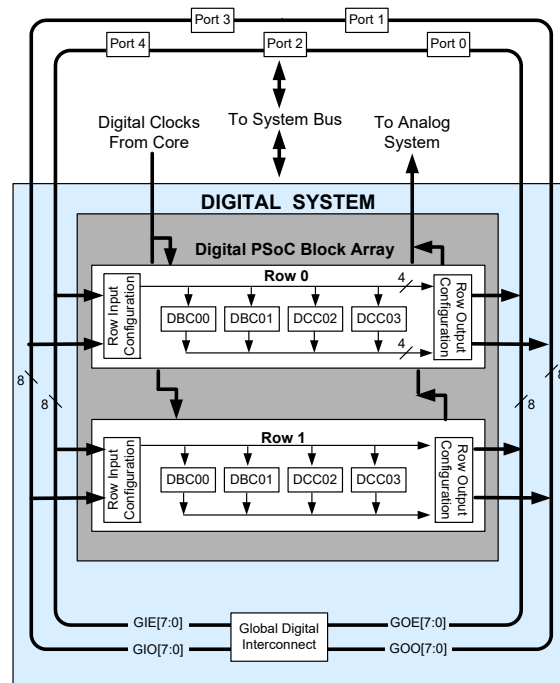 Port 3
Port 1
Port 4
Port 2
Port 0
Digital Clocks
From Core
To System Bus
To Analog
System
DIGITAL SYSTEM
Digital PSoC Block Array
Row Input
Configuration
Row 0
4
DBC00
DBC01
DCC02
DCC03
4
Row Output
Configuration
8
8
8
8
Row Input
Configuration
Row 1
DBC00
DBC01
DCC02
DCC03
Row Output
Configuration
GIE[7:0]
GIO[7:0]
Global Digital
Interconnect
GOE[7:0]
GOO[7:0]